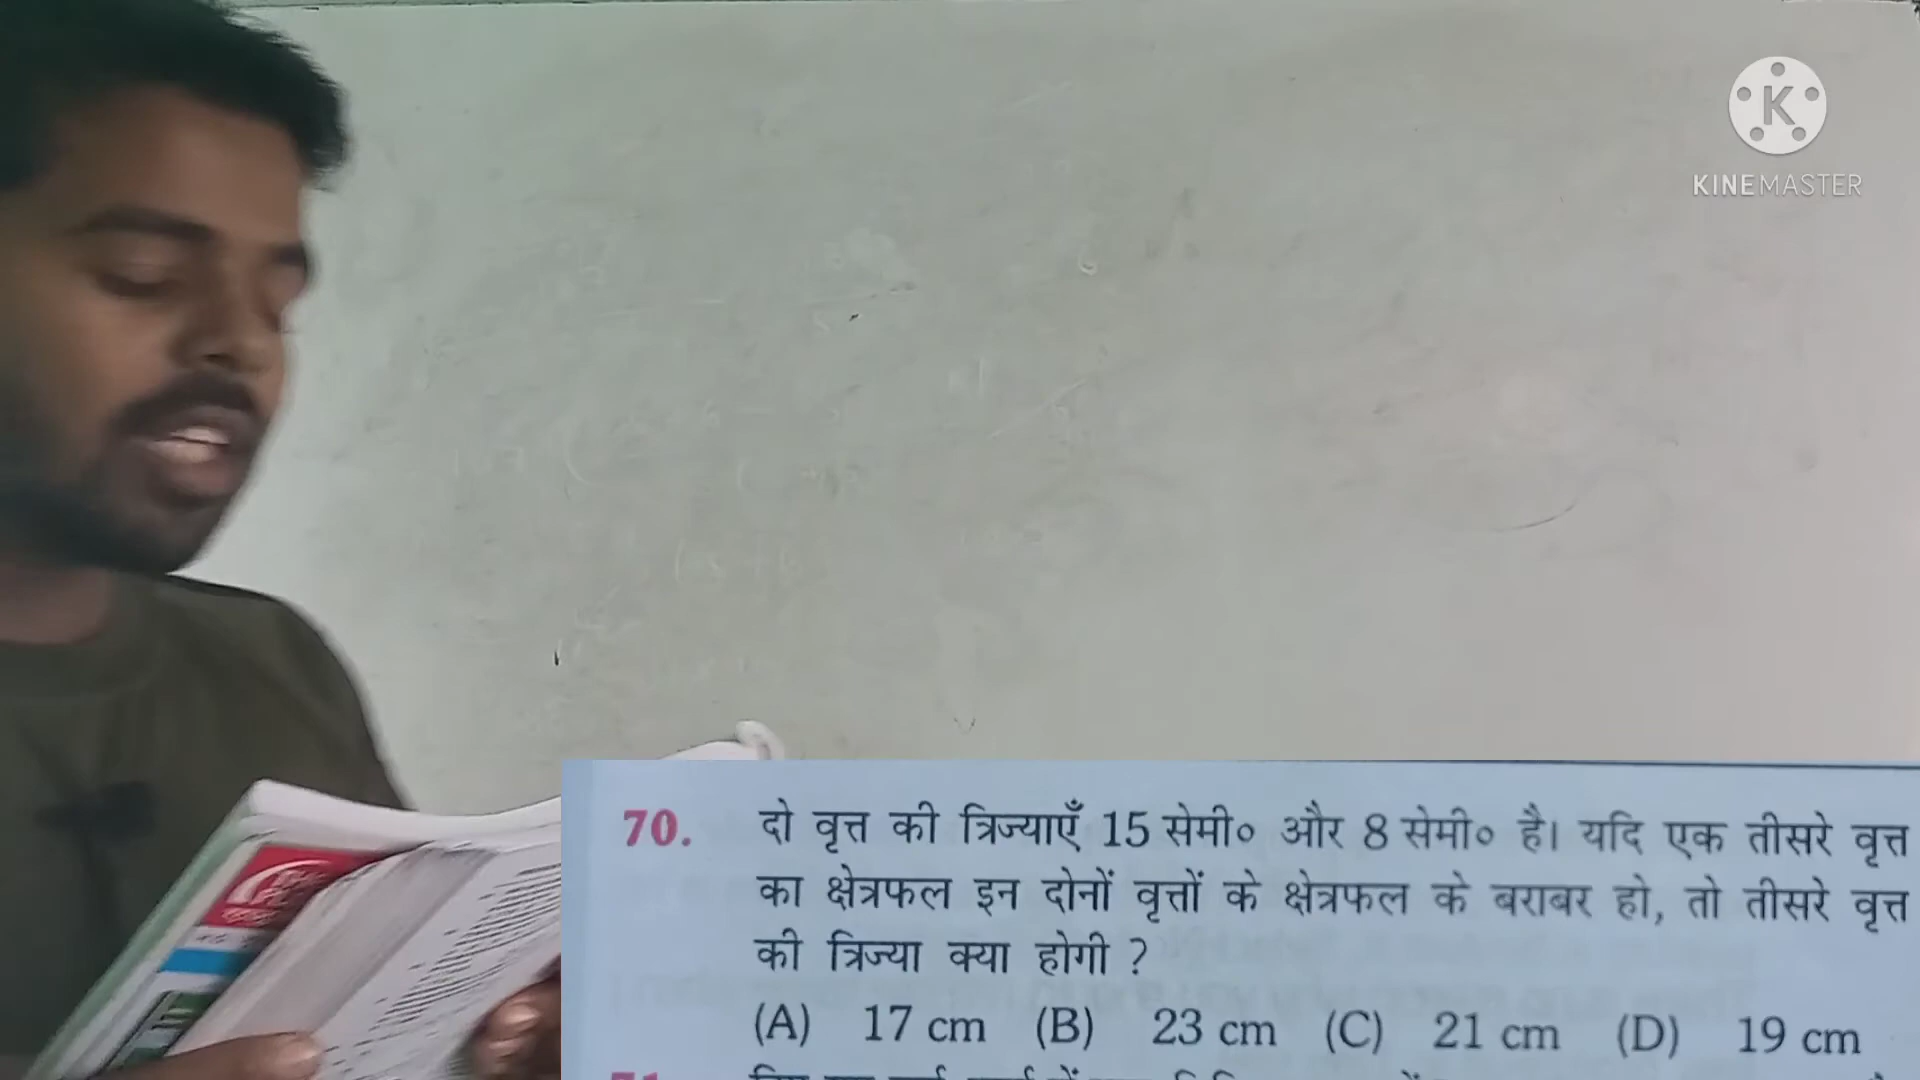 KINEMASTER
70. दो वृत्त की त्रिज्याएँ 15 सेमी० और 8 सेमी० है। यदि एक तीसरे वृत्त
का क्षेत्रफल इन दोनों वृत्तों के क्षेत्रफल के बराबर हो, तो तीसरे वृत्त
की त्रिज्या क्या होगी ?
(A) 17 cm (B) 23 cm (C) 21 cm (D) 19 cm